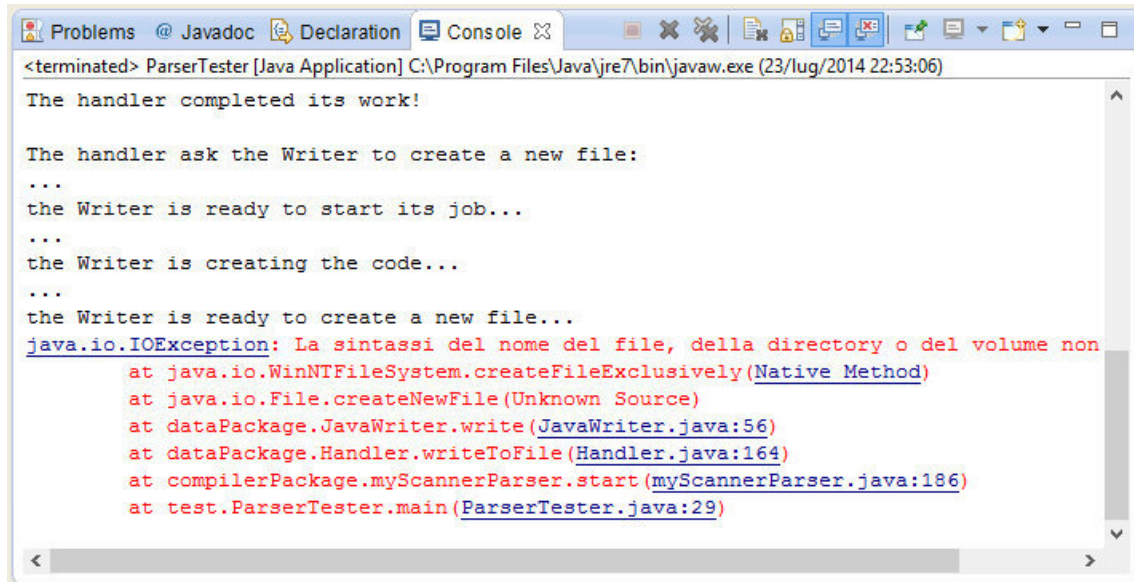 Problems @ Javadoc Declaration Console
<terminated> ParserTester [Java Application] C:\Program Files\Java\jre7\bin\javaw.exe (23/lug/2014 22:53:06)
The handler completed its work!
The handler ask the Writer to create a new file:
...
the Writer is ready to start its job...
...
the Writer is creating the code...
...
the Writer is ready to create a new file...
java.io.IOException: La sintassi del nome del file, della directory o del volume non
at java.io.WinNTFileSystem.createFileExclusively(Native Method)
at java.io.File.createNewFile(Unknown Source)
at dataPackage.JavaWriter.write(JavaWriter.java:56)
at dataPackage.Handler.writeToFile(Handler.java:164)
at compilerPackage.myScannerParser.start(myScannerParser.java:186)
at test.ParserTester.main(ParserTester.java:29)